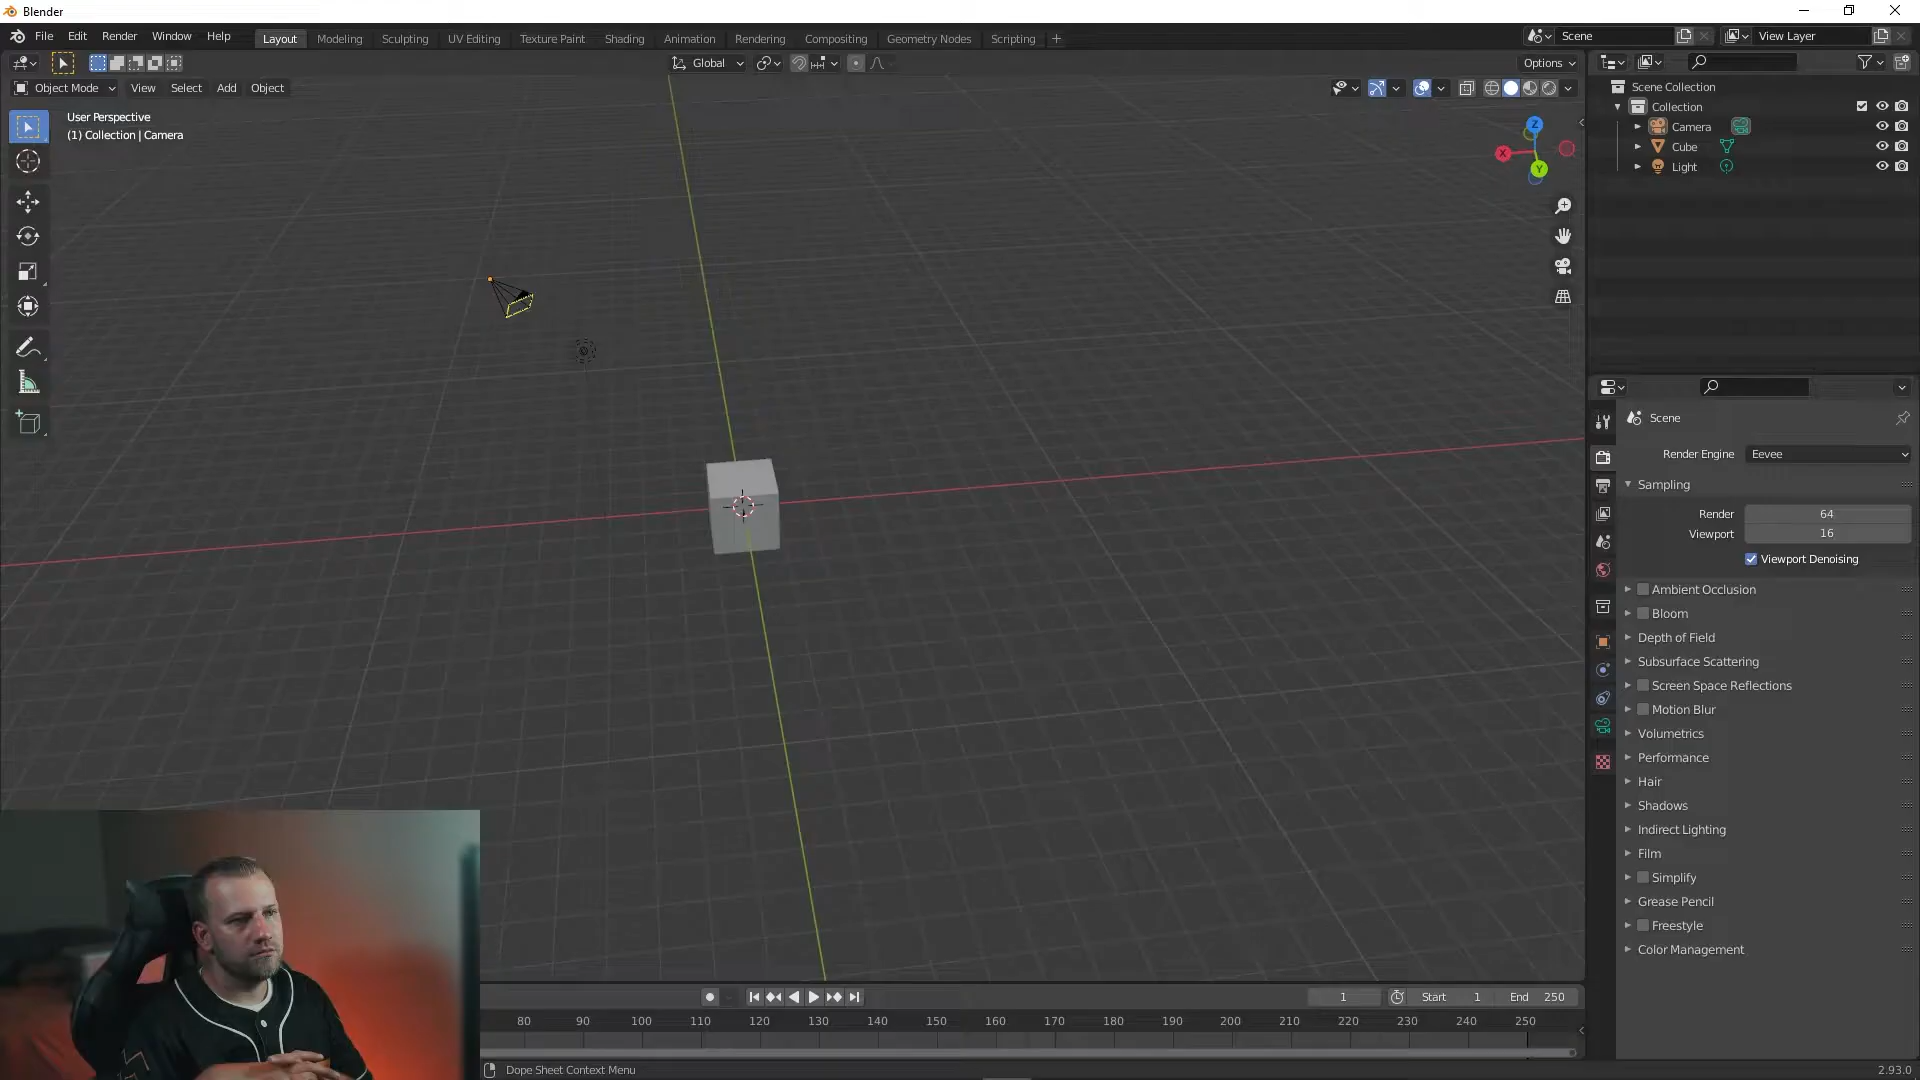 Blender
File Edit Render Window Help Layout Modeling Sculpting UV Editing Texture Paint Shading Animation Rendering Compositing Geometry Nodes Scripting + Scene View Layer
Global Options
Object Mode View Select Add Object
User Perspective
(1) Collection | Camera
Z
X
Y
Scene Collection
Collection
Camera
Cube
Light
Scene
Render Engine Eevee
Sampling
Render 64
Viewport 16
Viewport Denoising
Ambient Occlusion
Bloom
Depth of Field
Subsurface Scattering
Screen Space Reflections
Motion Blur
Volumetrics
Performance
Hair
Shadows
Indirect Lighting
Film
Simplify
Grease Pencil
Freestyle
Color Management
1 Start 1 End 250
80 90 100 110 120 130 140 150 160 170 180 190 200 210 220 230 240 250
Dope Sheet Context Menu 2.93.0